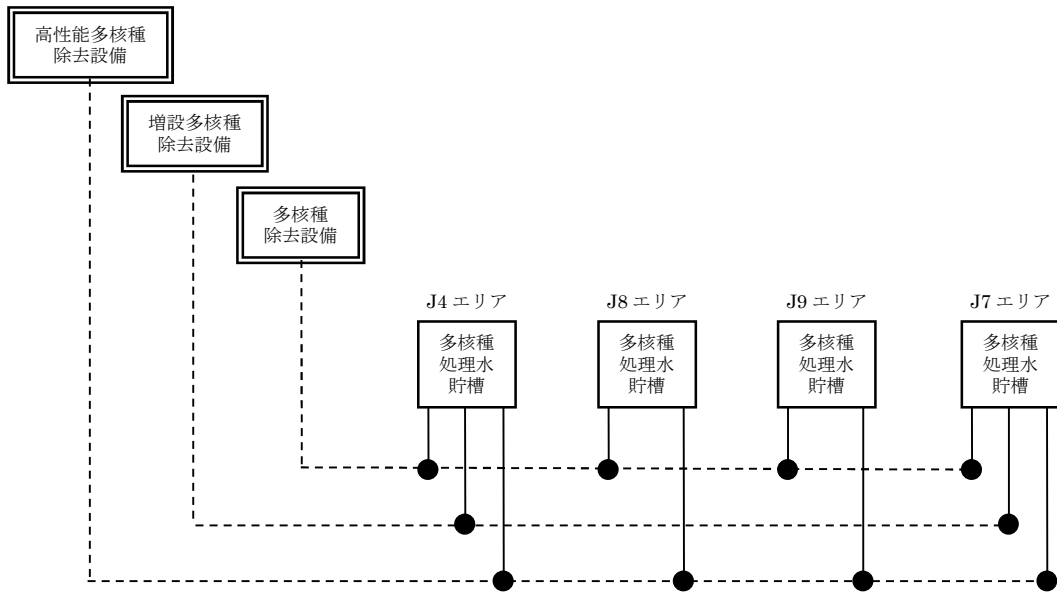 高性能多核種
除去設備
増設多核種
除去設備
多核種
除去設備
J4 エリア
J8 エリア
J9 エリア
J7 エリア
多核種
処理水
貯槽
多核種
処理水
貯槽
多核種
処理水
貯槽
多核種
処理水
貯槽